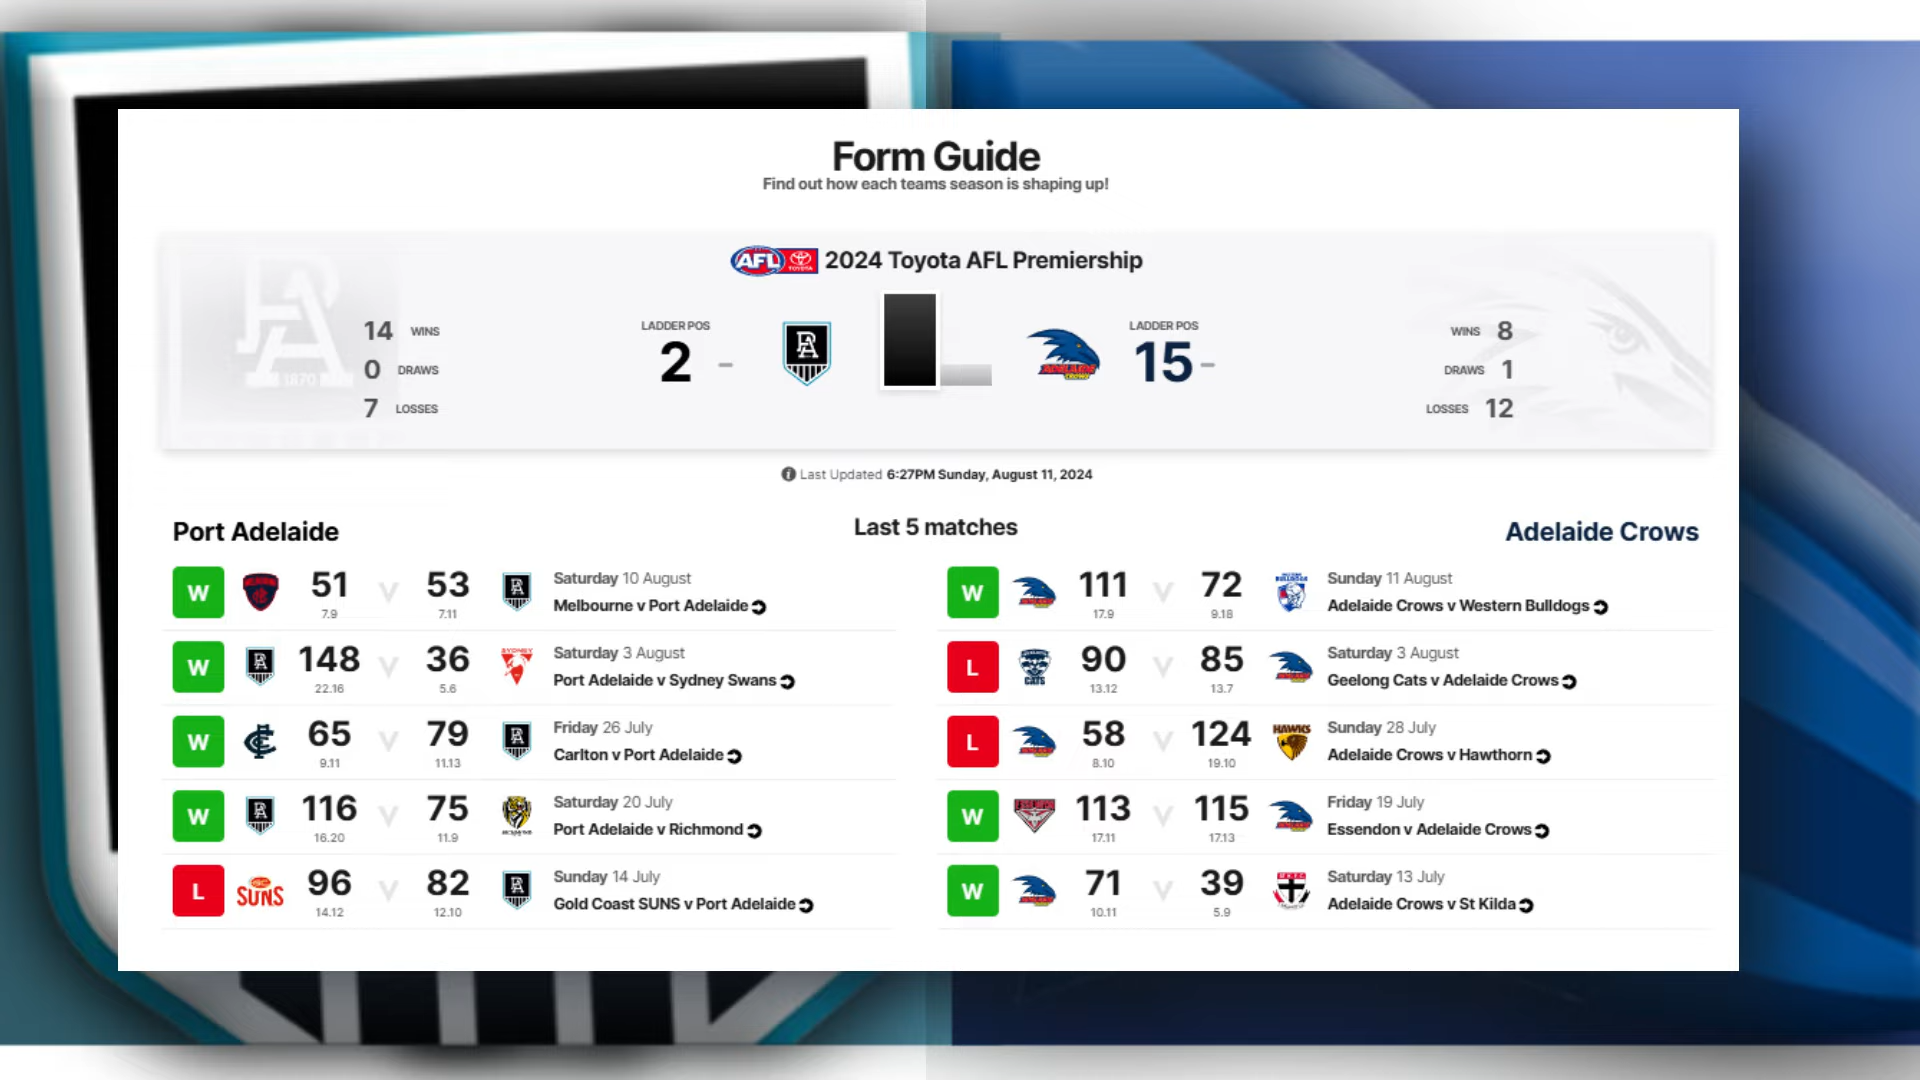 Form Guide
Find out how each teams season is shaping up!
AFL TOYOTA 2024 Toyota AFL Premiership
14 WINS
0 DRAWS
7 LOSSES
1870
LADDER POS
2 –
PA
ADELAIDE
CROWS
LADDER POS
15 –
WINS 8
DRAWS 1
LOSSES 12
Last Updated 6:27PM Sunday, August 11, 2024
Port Adelaide
Last 5 matches
Adelaide Crows
W 51 v 53 Saturday 10 August
7.9 7.11 Melbourne v Port Adelaide
W 148 v 36 Saturday 3 August
22.16 5.6 Port Adelaide v Sydney Swans
W 65 v 79 Friday 26 July
9.11 11.13 Carlton v Port Adelaide
W 116 v 75 Saturday 20 July
16.20 11.9 Port Adelaide v Richmond
L SUNS 96 v 82 Sunday 14 July
14.12 12.10 Gold Coast SUNS v Port Adelaide
W 111 v 72 Sunday 11 August
17.9 9.18 Adelaide Crows v Western Bulldogs
L CATS 90 v 85 Saturday 3 August
13.12 13.7 Geelong Cats v Adelaide Crows
L 58 v 124 HAWKS Sunday 28 July
8.10 19.10 Adelaide Crows v Hawthorn
W 113 v 115 Friday 19 July
17.11 17.13 Essendon v Adelaide Crows
W 71 v 39 Saturday 13 July
10.11 5.9 Adelaide Crows v St Kilda